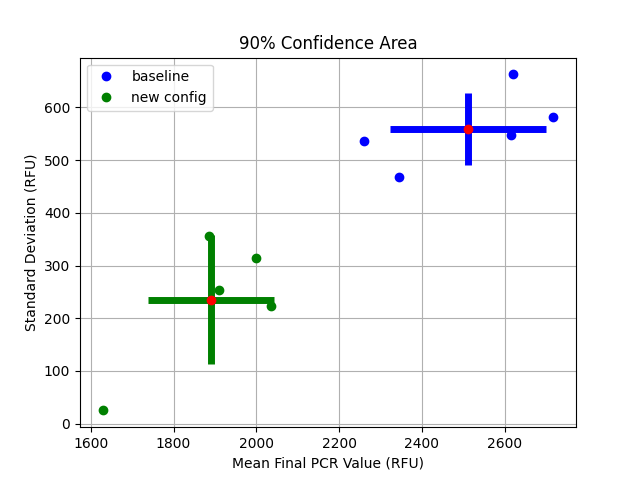 90% Confidence Area
baseline
new config
Standard Deviation (RFU)
600
500
400
300
200
100
0
1600 1800 2000 2200 2400 2600
Mean Final PCR Value (RFU)